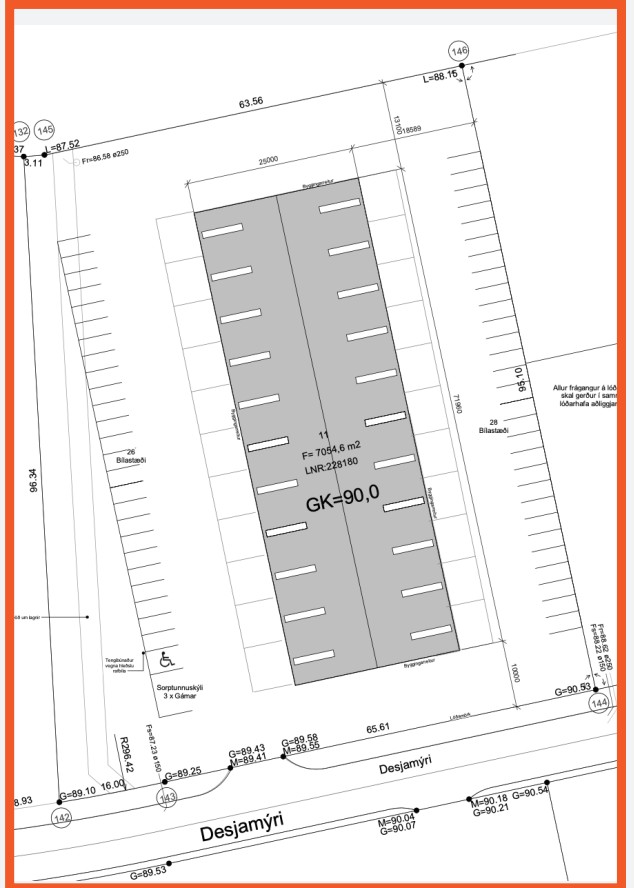 146
L=88.15
63.56
13100
18589
132
145
L=87.52
37
3.11
Fr=86.58 ø250
25000
Byggingarreitur
Byggingarreitur
11
F= 7054,6 m2
LNR:228180
GK=90,0
71960
Byggingarreitur
95.10
Allur frágangur á lóð
skal gerður í sam
lóðarhafa aðliggjan
28
Bílastæði
26
Bílastæði
96.34
Sorptunnuskýli
3 x Gámar
Byggingarreitur
10000
Fr=88.62 ø250
Fs=88.22 ø150
G=90.53
144
Lóðamörk
65.61
G=89.58
M=89.55
G=89.43
M=89.41
Fs=87.23 ø150
R296.42
G=89.25
143
16.00
G=89.10
8.93
142
Desjamýri
Desjamýri
M=90.04
G=90.07
M=90.18
G=90.21
G=90.54
G=89.53